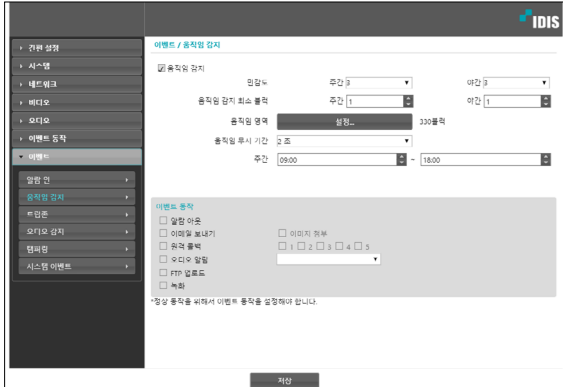 IDIS
간편 설정
시스템
네트워크
비디오
오디오
이벤트 동작
이벤트
알람 인
움직임 감지
트립존
오디오 감지
탬퍼링
시스템 이벤트
이벤트 / 움직임 감지
움직임 감지
민감도 주간 3 야간 3
움직임 감지 최소 블럭 주간 1 야간 1
움직임 영역 설정... 330블럭
움직임 무시 기간 2 초
주간 09:00 ~ 18:00
이벤트 동작
알람 아웃
이메일 보내기 이미지 첨부
원격 콜백 1 2 3 4 5
오디오 알림
FTP 업로드
녹화
*정상 동작을 위해서 이벤트 동작을 설정해야 합니다.
저장